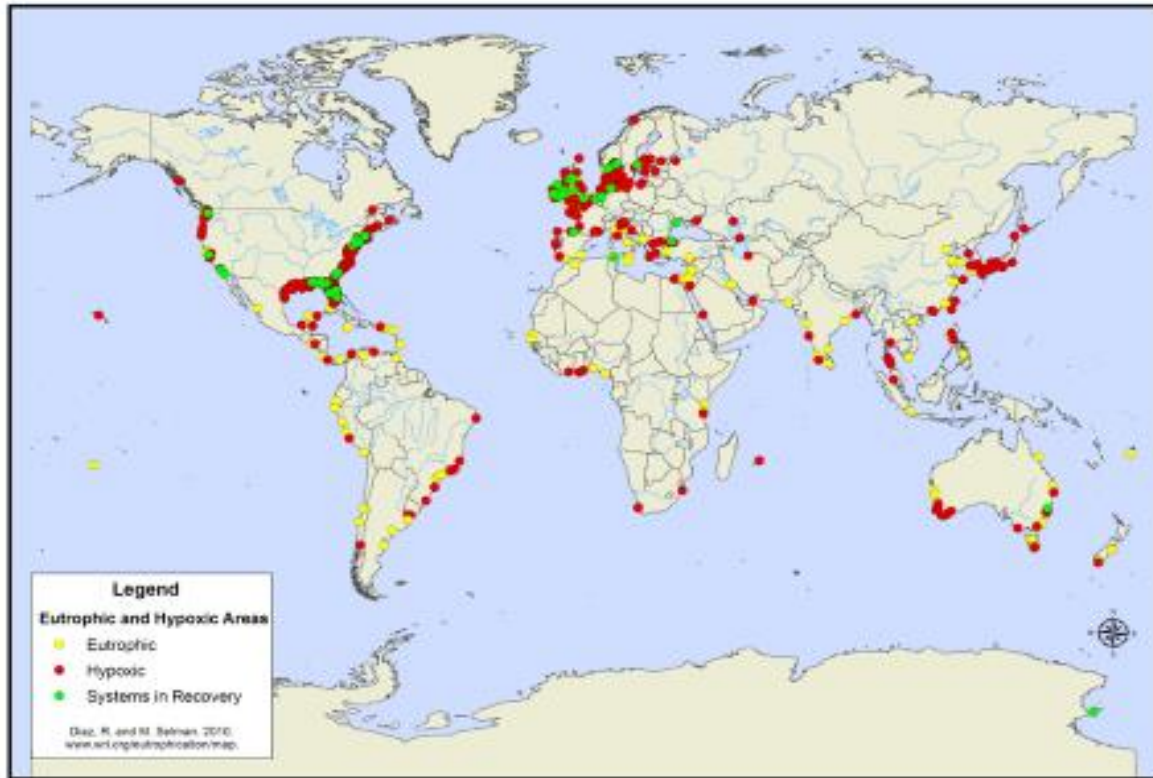 Legend
Eutrophic and Hypoxic Areas
Eutrophic
Hypoxic
Systems in Recovery
Diaz, R. and M. Selman. 2010.
www.wri.org/eutrophication/map.